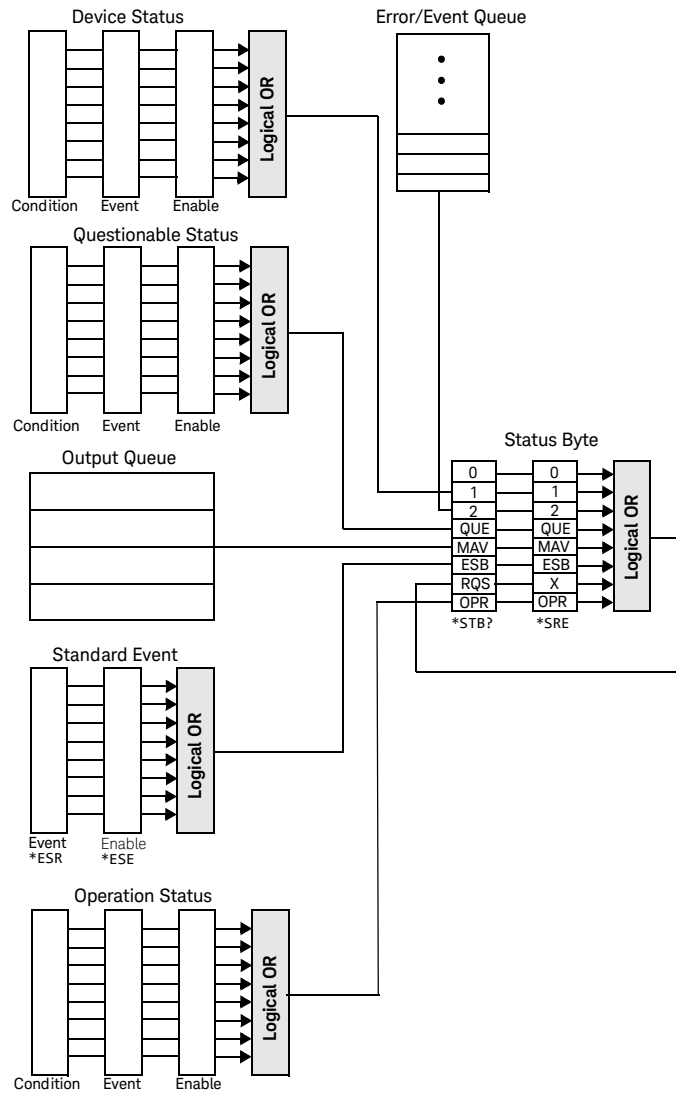 Device Status
Logical OR
Condition Event Enable
Error/Event Queue
Questionable Status
Logical OR
Condition Event Enable
Output Queue
Status Byte
0 0
1 1
2 2
QUE QUE
MAV MAV
ESB ESB
RQS X
OPR OPR
Logical OR
*STB? *SRE
Standard Event
Logical OR
Event Enable
*ESR *ESE
Operation Status
Logical OR
Condition Event Enable